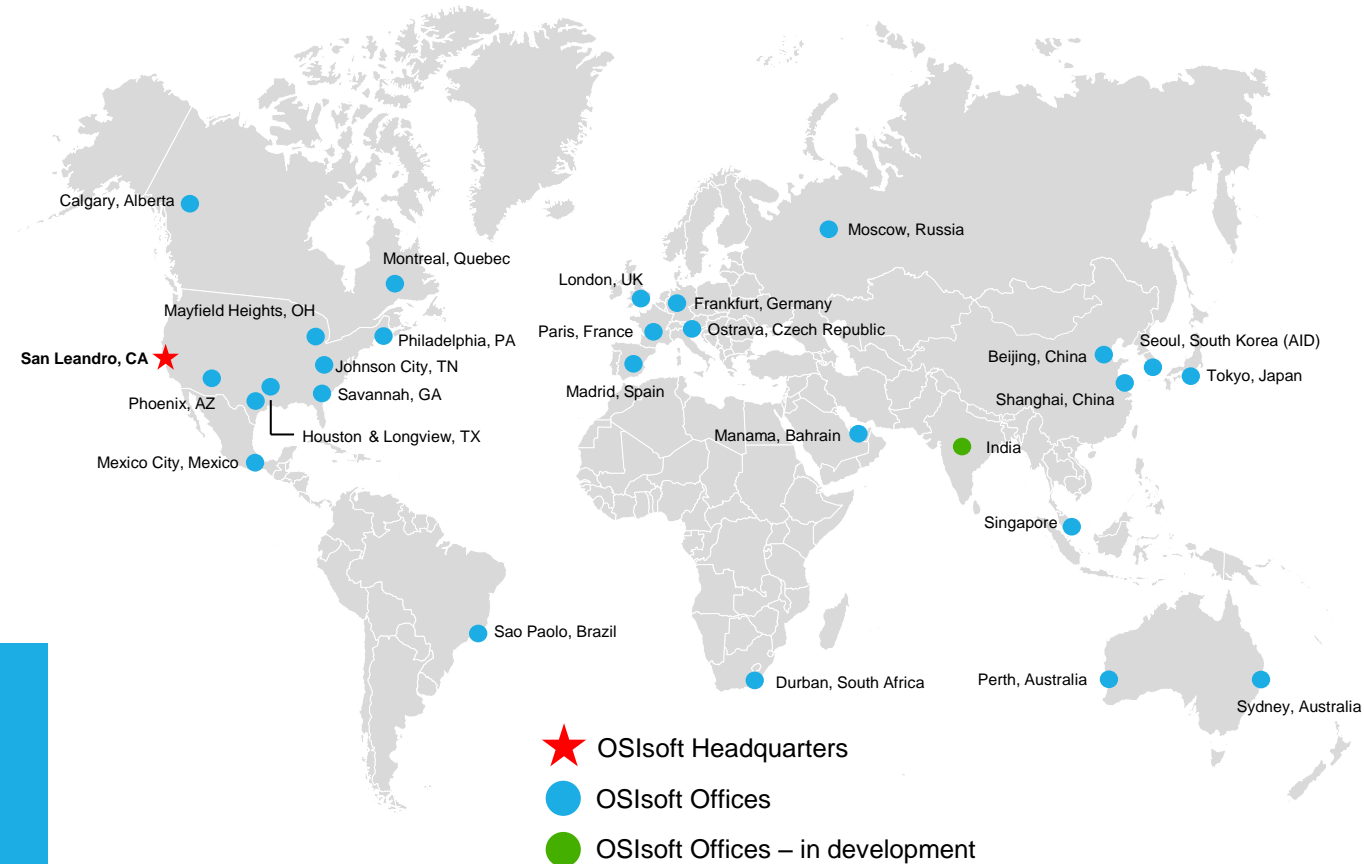 Calgary, Alberta
Moscow, Russia
Montreal, Quebec
London, UK
Mayfield Heights, OH
Frankfurt, Germany
Paris, France
Ostrava, Czech Republic
Philadelphia, PA
San Leandro, CA
Johnson City, TN
Beijing, China
Seoul, South Korea (AID)
Tokyo, Japan
Madrid, Spain
Savannah, GA
Phoenix, AZ
Shanghai, China
Houston & Longview, TX
Manama, Bahrain
India
Mexico City, Mexico
Singapore
Sao Paolo, Brazil
Durban, South Africa
Perth, Australia
Sydney, Australia
OSIsoft Headquarters
OSIsoft Offices
OSIsoft Offices – in development